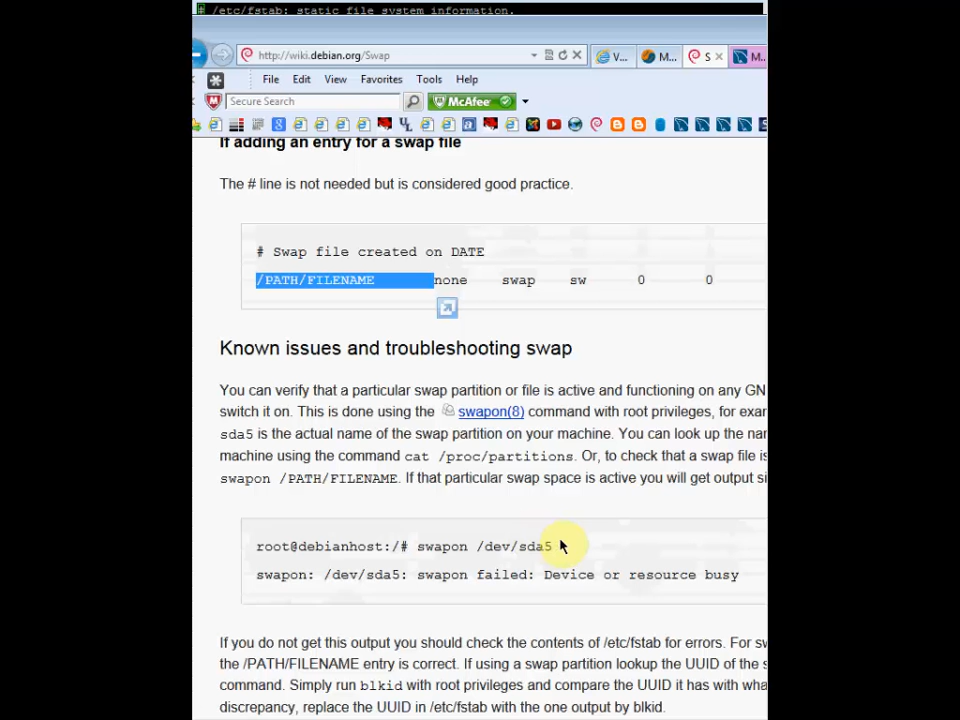 # /etc/fstab: static file system information.
http://wiki.debian.org/Swap
V...
M...
S
M...
File Edit View Favorites Tools Help
Secure Search
McAfee
If adding an entry for a swap file
The # line is not needed but is considered good practice.
# Swap file created on DATE
/PATH/FILENAME none swap sw 0 0
Known issues and troubleshooting swap
You can verify that a particular swap partition or file is active and functioning on any GN
switch it on. This is done using the swapon(8) command with root privileges, for exar
sda5 is the actual name of the swap partition on your machine. You can look up the nar
machine using the command cat /proc/partitions. Or, to check that a swap file is
swapon /PATH/FILENAME. If that particular swap space is active you will get output si
root@debianhost:/# swapon /dev/sda5
swapon: /dev/sda5: swapon failed: Device or resource busy
If you do not get this output you should check the contents of /etc/fstab for errors. For sw
the /PATH/FILENAME entry is correct. If using a swap partition lookup the UUID of the s
command. Simply run blkid with root privileges and compare the UUID it has with wha
discrepancy, replace the UUID in /etc/fstab with the one output by blkid.